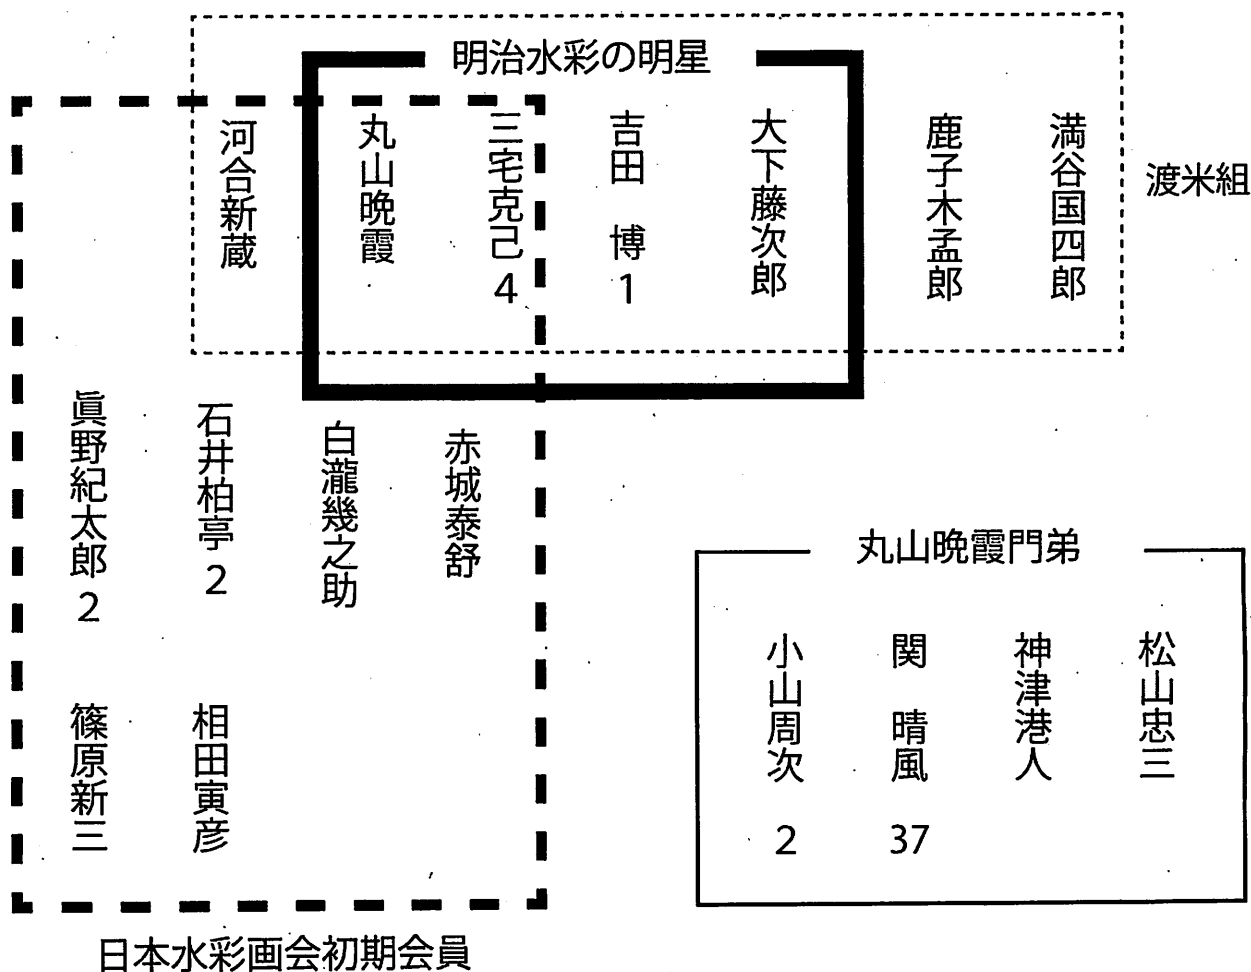 明治水彩の明星
満谷国四郎
鹿子木孟郎
大下藤次郎
吉田 博 1
三宅克己 4
丸山晩霞
河合新蔵
渡米組
赤城泰舒
白瀧幾之助
石井柏亭 2
眞野紀太郎 2
相田寅彦
篠原新三
日本水彩画会初期会員
丸山晩霞門弟
松山忠三
神津港人
関 晴風 37
小山周次 2